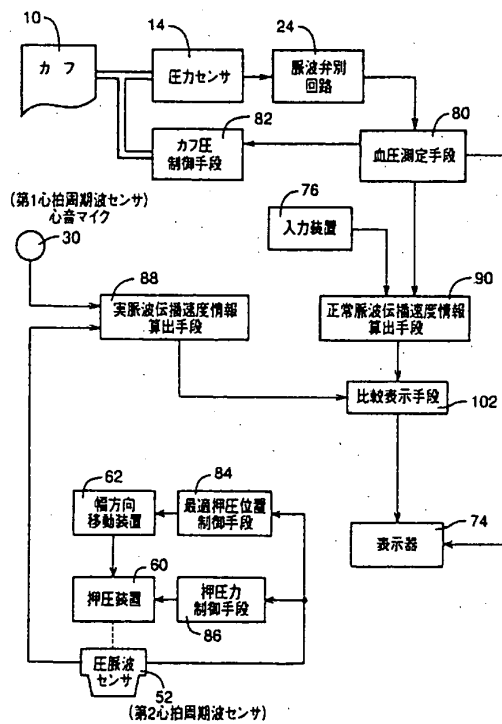 10
カ フ
14
圧力センサ
24
脈波弁別
回路
82
カフ圧
制御手段
80
血圧測定手段
(第1心拍周期波センサ)
心音マイク
30
76
入力装置
88
実脈波伝播速度情報
算出手段
90
正常脈波伝播速度情報
算出手段
比較表示手段
102
62
幅方向
移動装置
84
最適押圧位置
制御手段
74
表示器
60
押圧装置
押圧力
制御手段
86
圧脈波
センサ
52
(第2心拍周期波センサ)